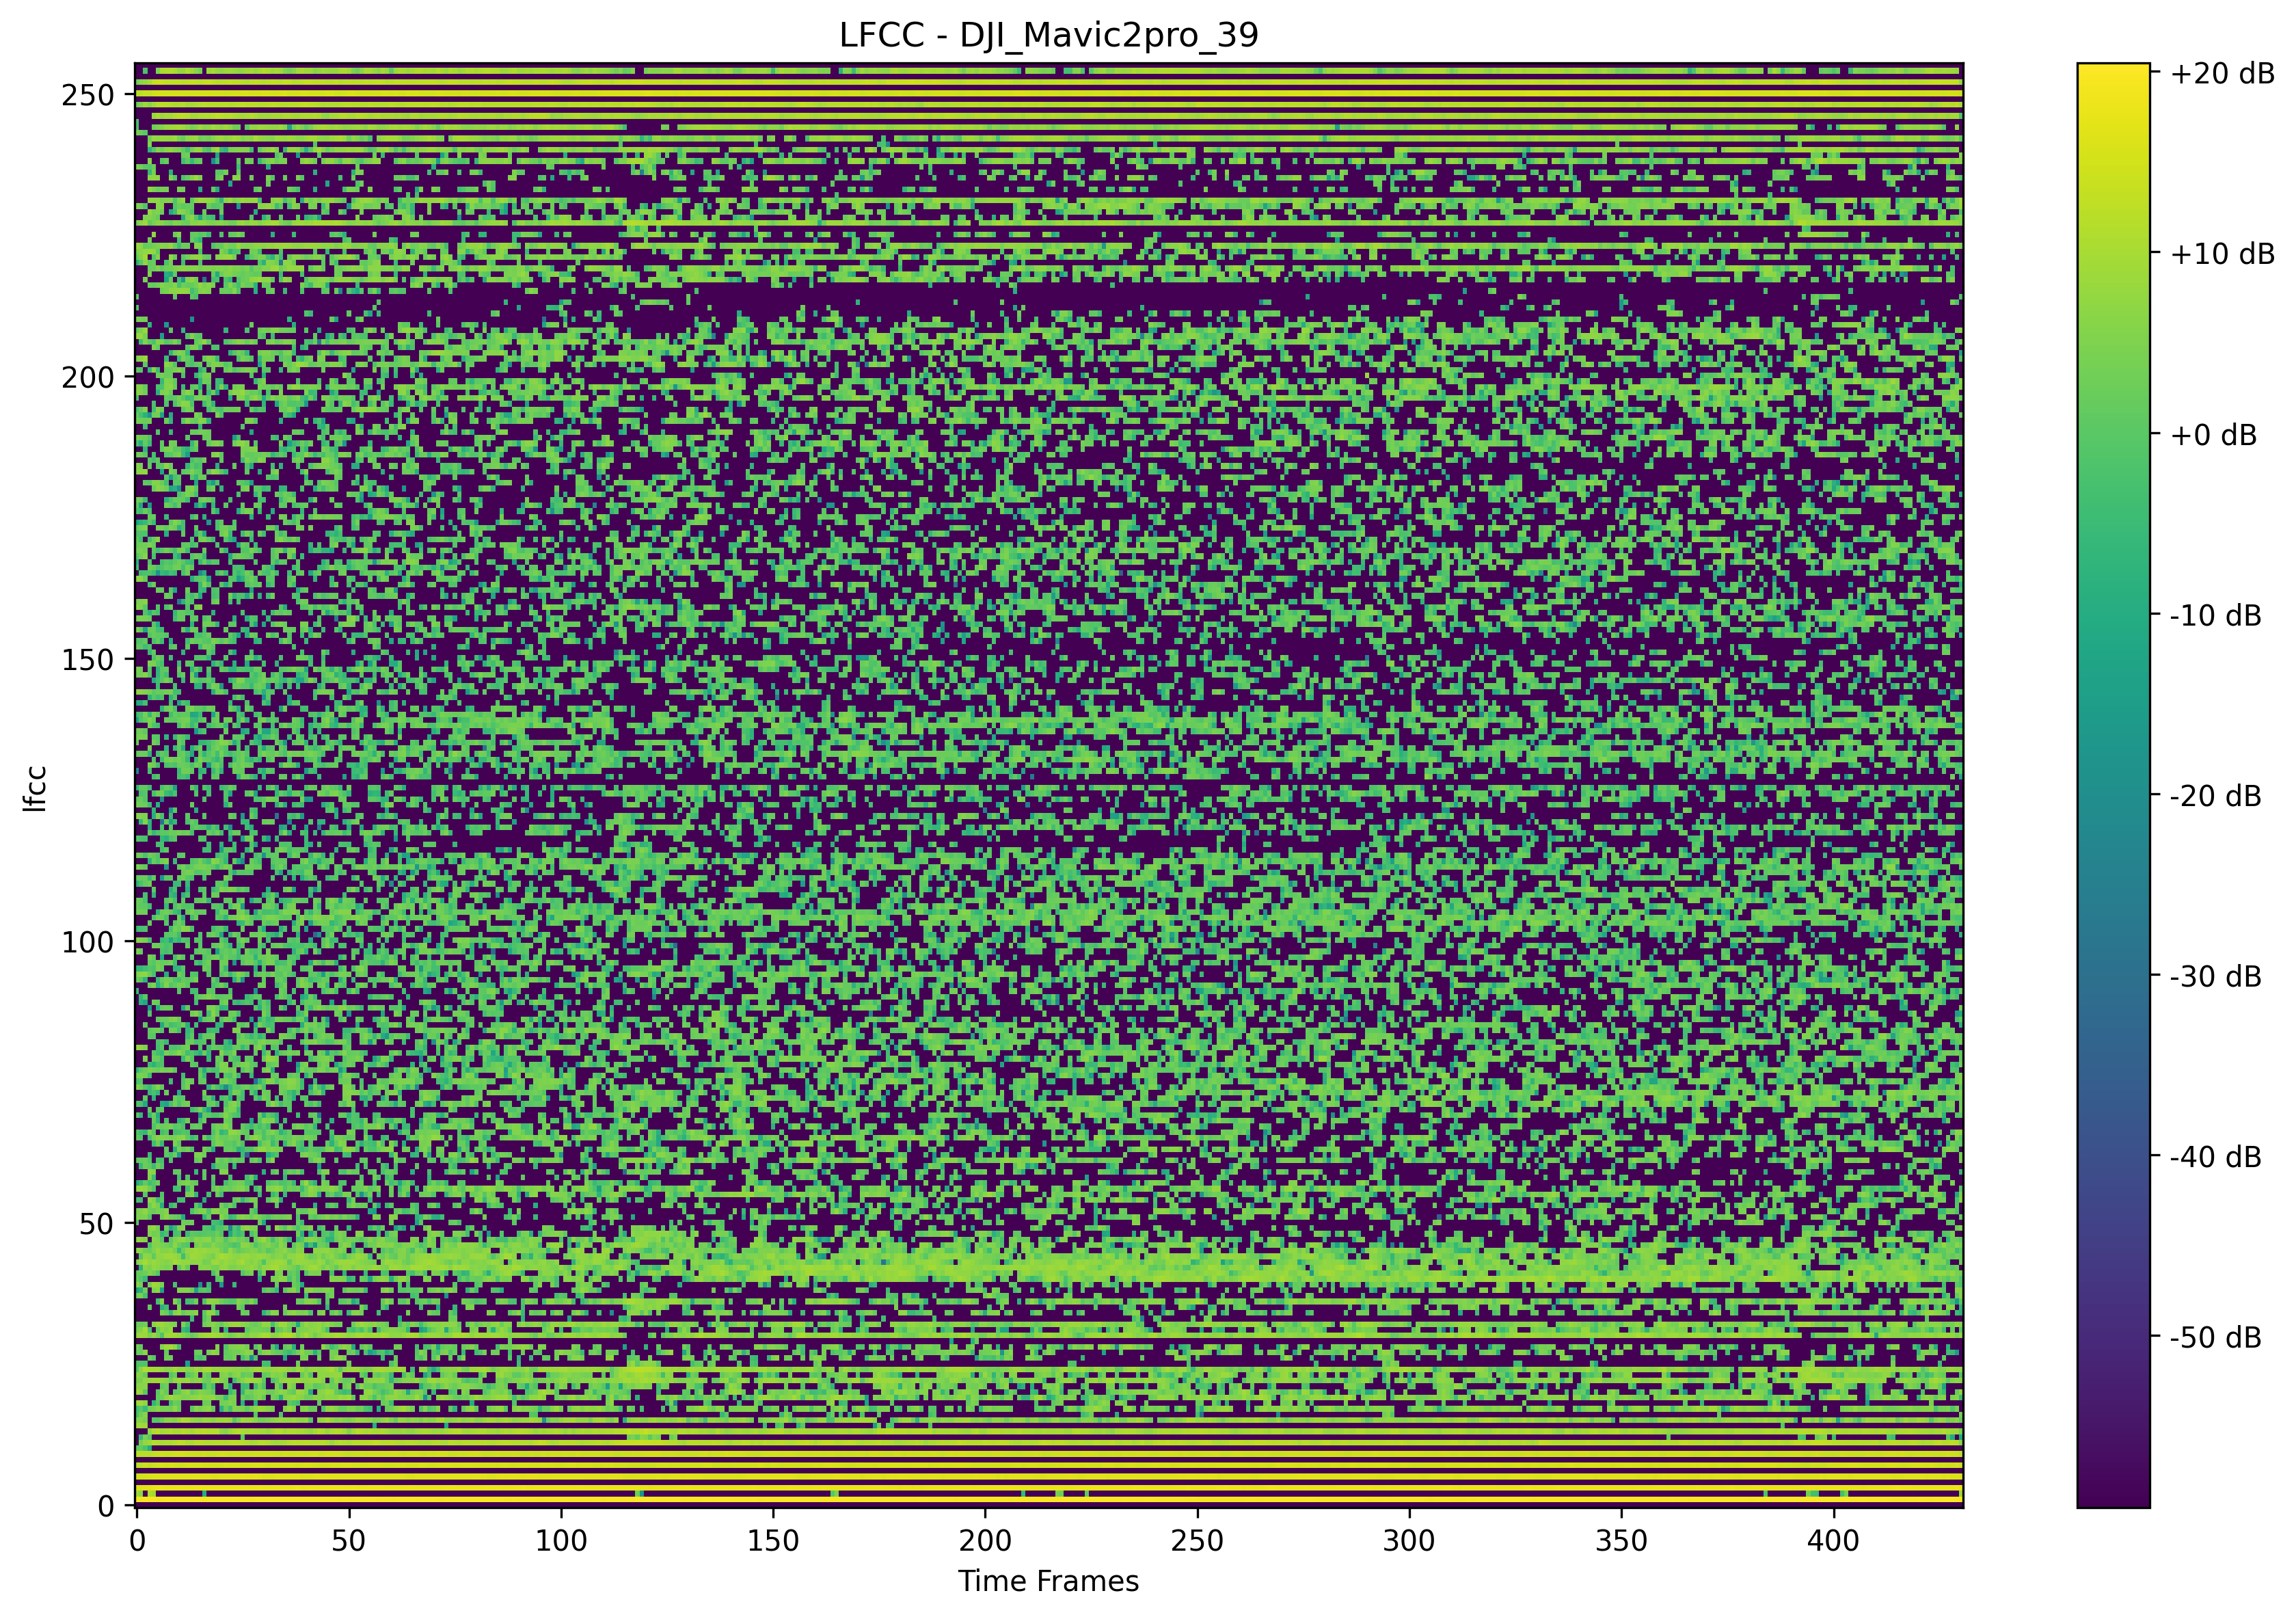 LFCC - DJI_Mavic2pro_39
250
200
150
100
50
0
lfcc
0 50 100 150 200 250 300 350 400
Time Frames
+20 dB
+10 dB
+0 dB
-10 dB
-20 dB
-30 dB
-40 dB
-50 dB